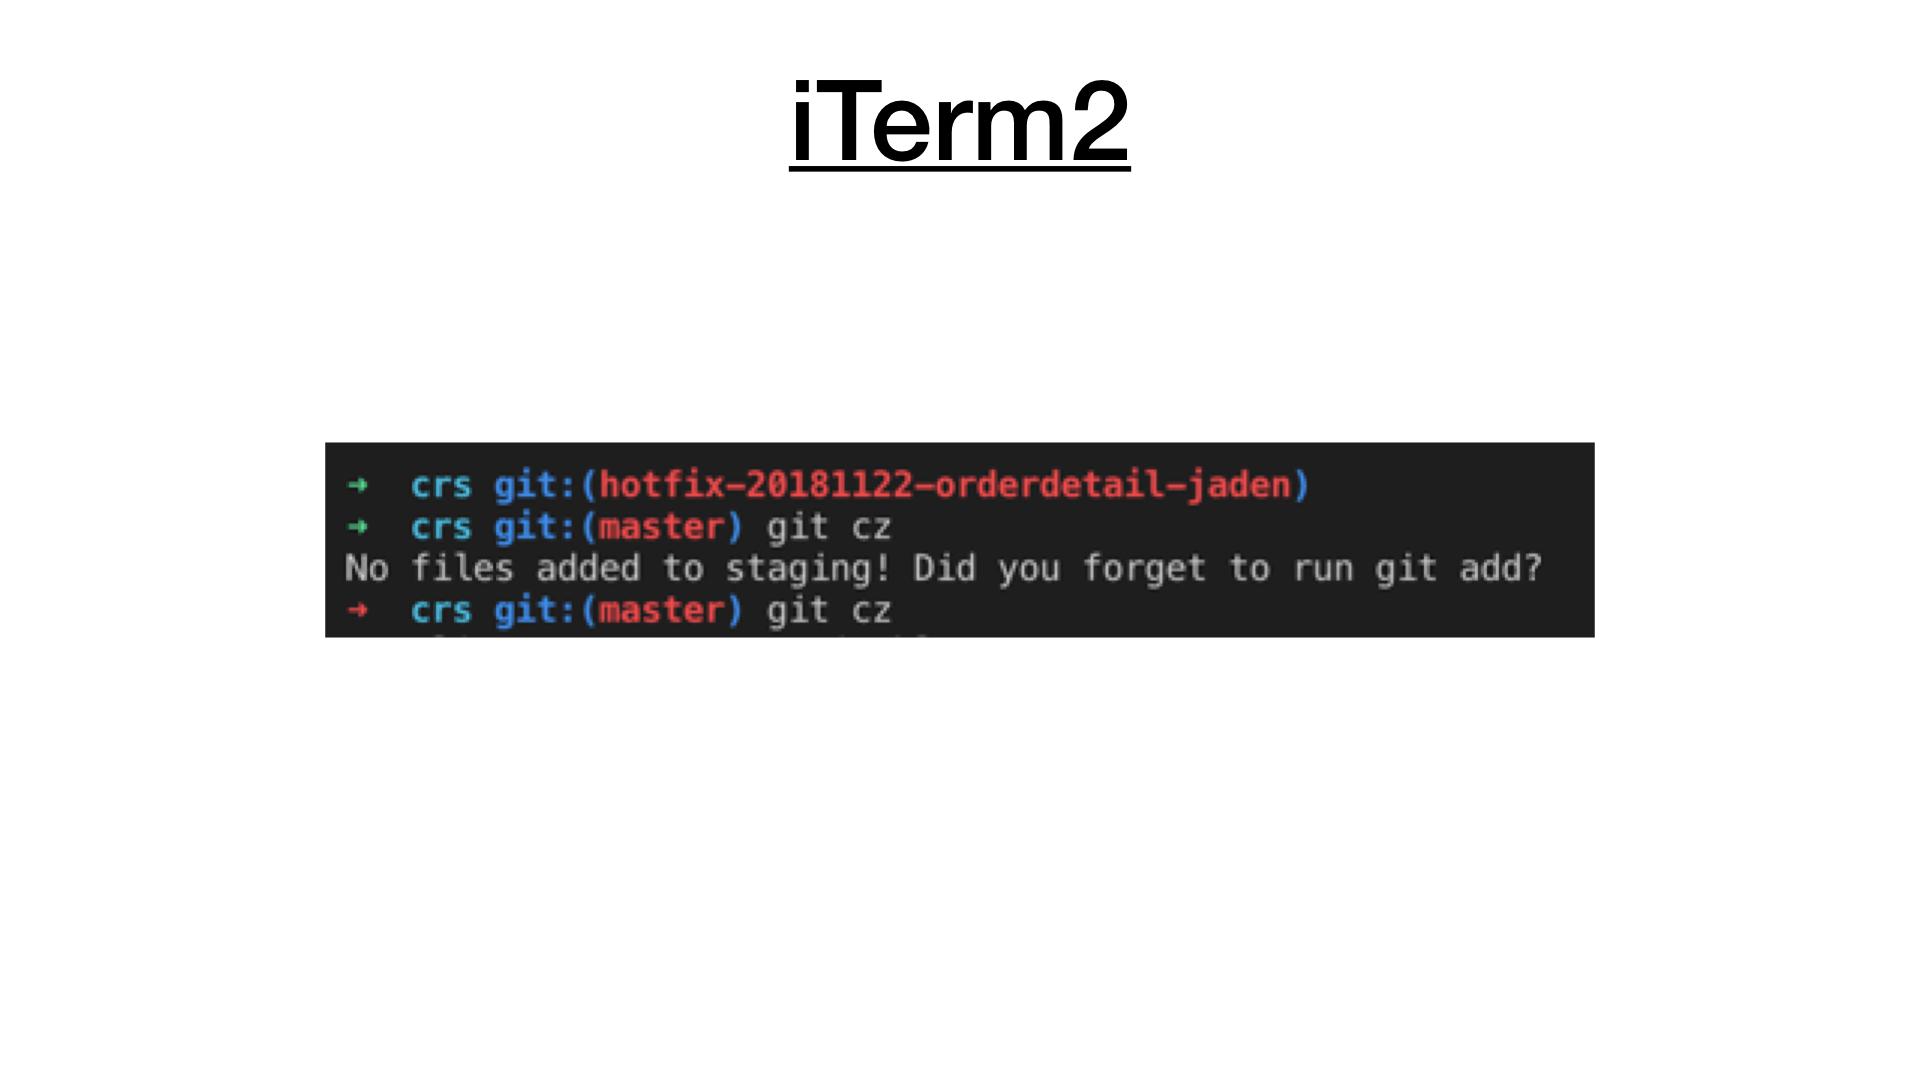 iTerm2
➜ crs git:(hotfix-20181122-orderdetail-jaden)
➜ crs git:(master) git cz
No files added to staging! Did you forget to run git add?
➜ crs git:(master) git cz